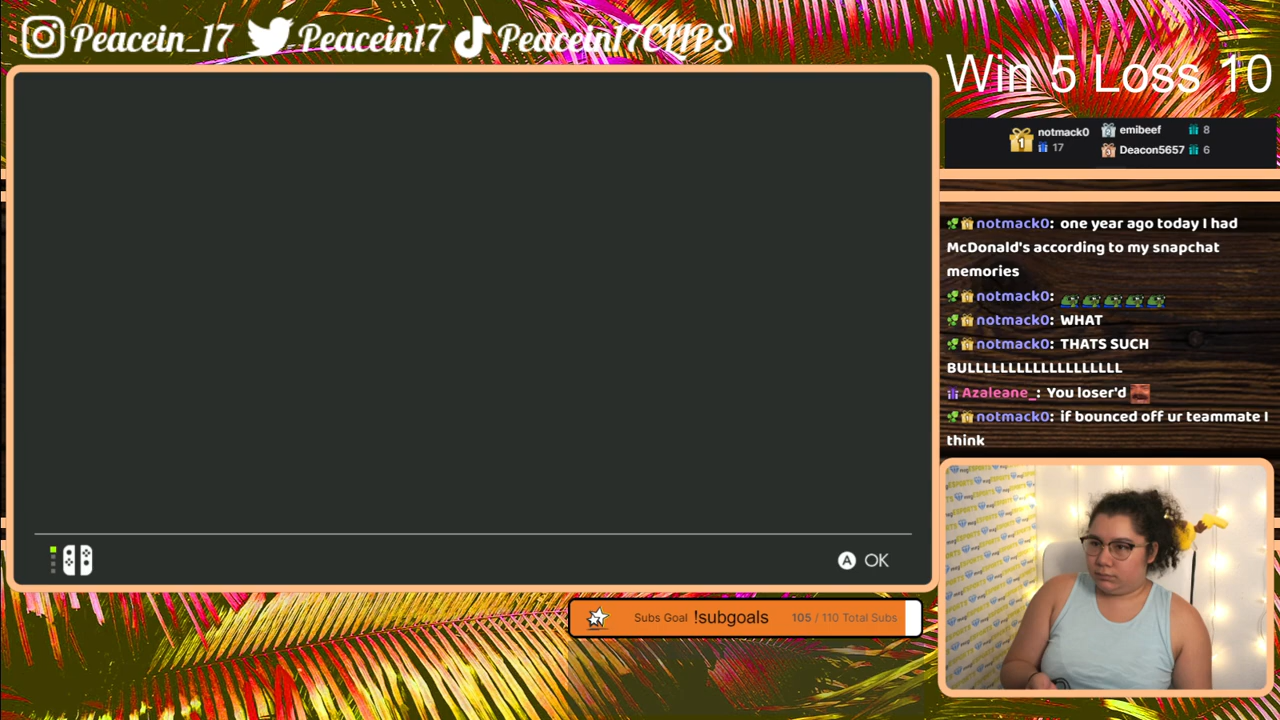 Peacein_17 Peacein17 Peacein17ClIPS
Win 5 Loss 10
1 notmack0 17
emibeef 8
Deacon5657 6
notmack0: one year ago today I had
McDonald's according to my snapchat
memories
notmack0:
notmack0: WHAT
notmack0: THATS SUCH
BULLLLLLLLLLLLLLLLLLL
Azaleane_: You loser'd
notmack0: if bounced off ur teammate I
think
A OK
Subs Goal !subgoals 105 / 110 Total Subs